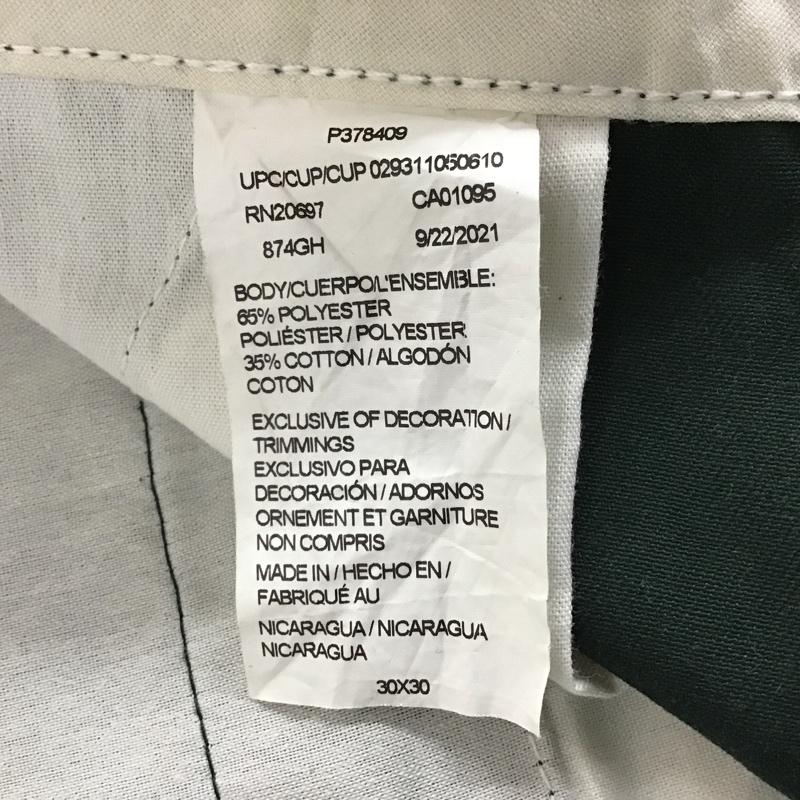 P378409
UPC/CUP/CUP 029311050610
RN20697 CA01095
874GH 9/22/2021
BODY/CUERPO/L'ENSEMBLE:
65% POLYESTER
POLIÉSTER / POLYESTER
35% COTTON / ALGODÓN
COTON
EXCLUSIVE OF DECORATION /
TRIMMINGS
EXCLUSIVO PARA
DECORACIÓN / ADORNOS
ORNEMENT ET GARNITURE
NON COMPRIS
MADE IN / HECHO EN /
FABRIQUÉ AU
NICARAGUA / NICARAGUA
NICARAGUA
30X30